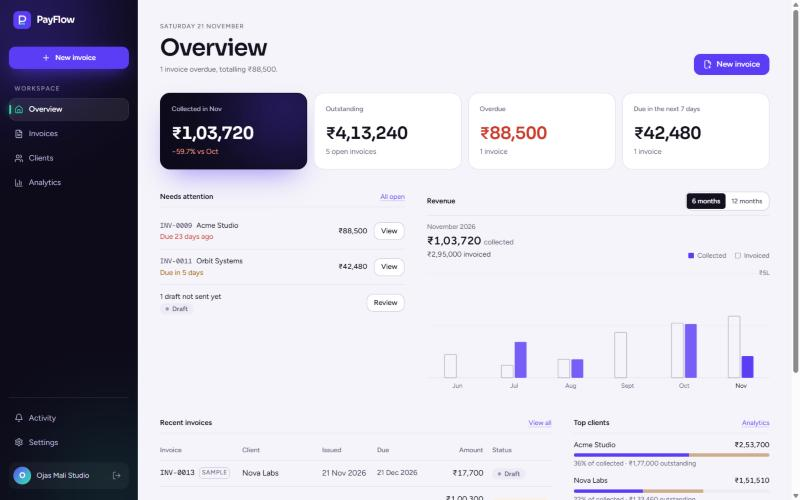 PayFlow
+ New invoice
WORKSPACE
Overview
Invoices
Clients
Analytics
Activity
Settings
O Ojas Mali Studio
SATURDAY 21 NOVEMBER
Overview
1 invoice overdue, totalling ₹88,500.
New invoice
Collected in Nov
₹1,03,720
-59.7% vs Oct
Outstanding
₹4,13,240
5 open invoices
Overdue
₹88,500
1 invoice
Due in the next 7 days
₹42,480
1 invoice
Needs attention All open
INV-0009 Acme Studio ₹88,500 View
Due 23 days ago
INV-0011 Orbit Systems ₹42,480 View
Due in 5 days
1 draft not sent yet Review
Draft
Revenue 6 months 12 months
November 2026
₹1,03,720 collected
₹2,95,000 invoiced
Collected Invoiced
₹5L
Jun Jul Aug Sept Oct Nov
Recent invoices View all
Invoice Client Issued Due Amount Status
INV-0013 SAMPLE Nova Labs 21 Nov 2026 21 Dec 2026 ₹17,700 Draft
Top clients Analytics
Acme Studio ₹2,53,700
36% of collected · ₹1,77,000 outstanding
Nova Labs ₹1,51,510